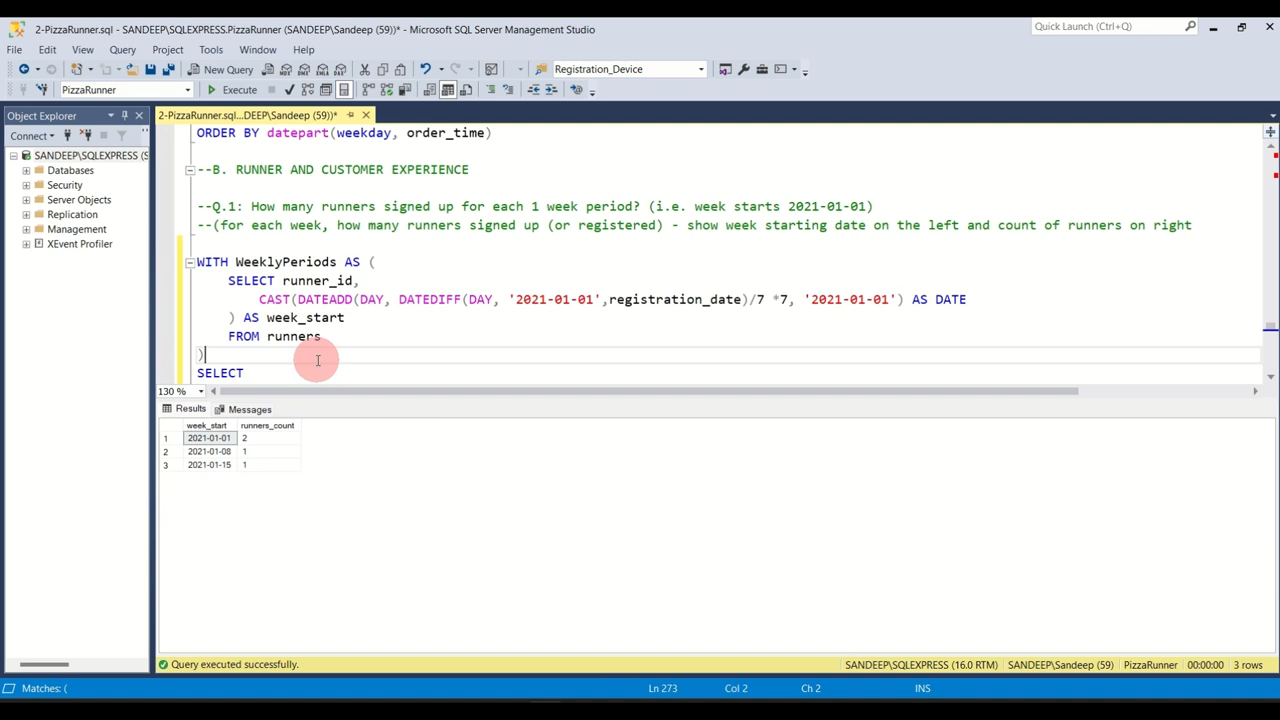 2-PizzaRunner.sql - SANDEEP\SQLEXPRESS.PizzaRunner (SANDEEP\Sandeep (59))* - Microsoft SQL Server Management Studio
Quick Launch (Ctrl+Q)
File Edit View Query Project Tools Window Help
New Query MDX DMX XMLA DAX Registration_Device
PizzaRunner Execute
Object Explorer
2-PizzaRunner.sql...DEEP\Sandeep (59))*
Connect
SANDEEP\SQLEXPRESS (S
Databases
Security
Server Objects
Replication
Management
XEvent Profiler
ORDER BY datepart(weekday, order_time)
--B. RUNNER AND CUSTOMER EXPERIENCE
--Q.1: How many runners signed up for each 1 week period? (i.e. week starts 2021-01-01)
--(for each week, how many runners signed up (or registered) - show week starting date on the left and count of runners on right
WITH WeeklyPeriods AS (
SELECT runner_id,
CAST(DATEADD(DAY, DATEDIFF(DAY, '2021-01-01',registration_date)/7 *7, '2021-01-01') AS DATE
) AS week_start
FROM runners
)
SELECT
130 %
Results Messages
week_start runners_count
1 2021-01-01 2
2 2021-01-08 1
3 2021-01-15 1
Query executed successfully.
SANDEEP\SQLEXPRESS (16.0 RTM) SANDEEP\Sandeep (59) PizzaRunner 00:00:00 3 rows
Matches: ( Ln 273 Col 2 Ch 2 INS